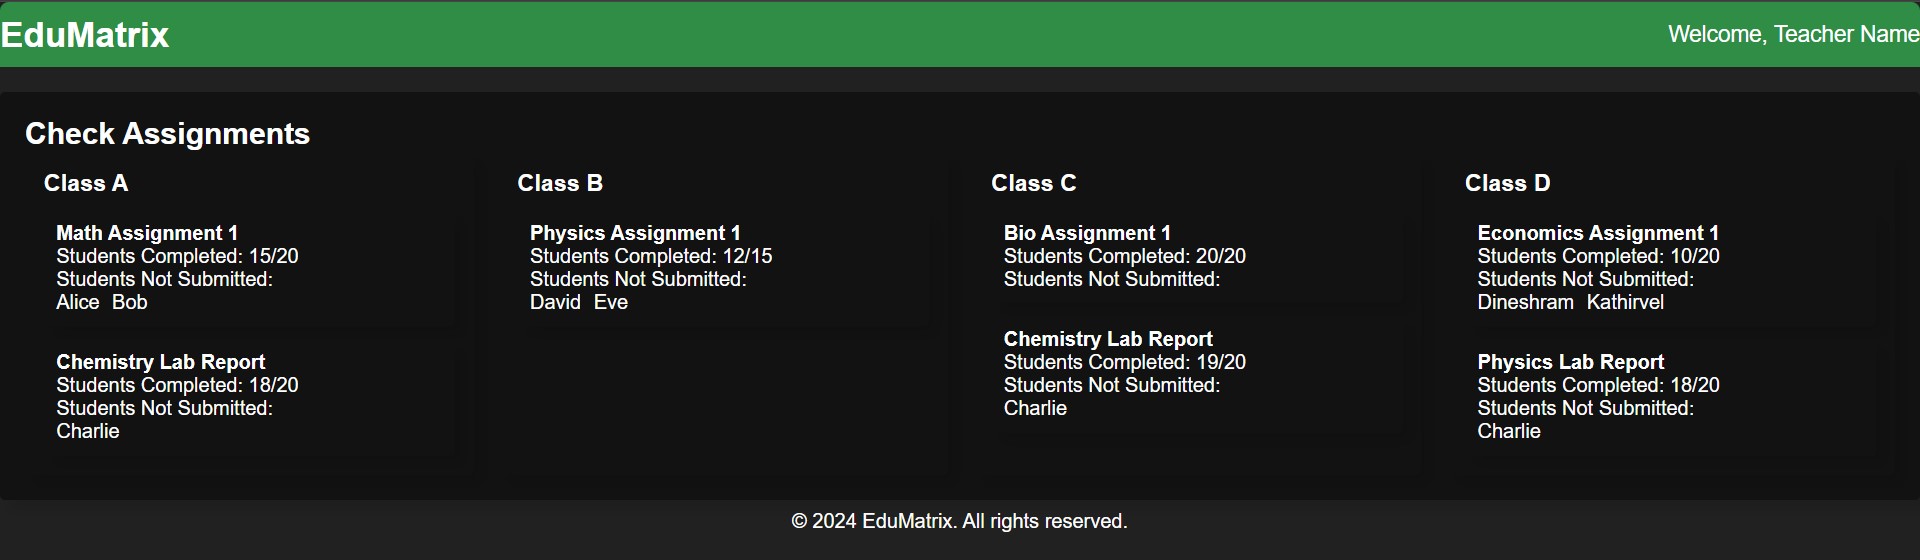 EduMatrix
Welcome, Teacher Name
Check Assignments
Class A
Math Assignment 1
Students Completed: 15/20
Students Not Submitted:
Alice Bob
Chemistry Lab Report
Students Completed: 18/20
Students Not Submitted:
Charlie
Class B
Physics Assignment 1
Students Completed: 12/15
Students Not Submitted:
David Eve
Class C
Bio Assignment 1
Students Completed: 20/20
Students Not Submitted:
Chemistry Lab Report
Students Completed: 19/20
Students Not Submitted:
Charlie
Class D
Economics Assignment 1
Students Completed: 10/20
Students Not Submitted:
Dineshram Kathirvel
Physics Lab Report
Students Completed: 18/20
Students Not Submitted:
Charlie
© 2024 EduMatrix. All rights reserved.